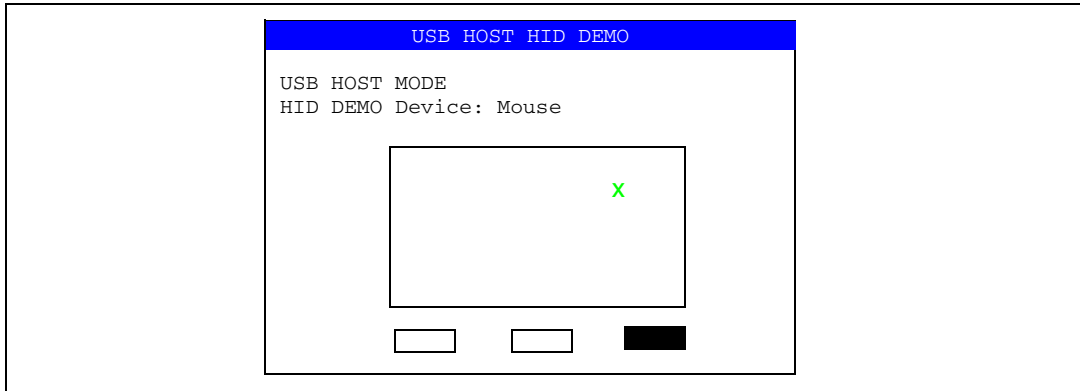 USB HOST HID DEMO
USB HOST MODE
HID DEMO Device: Mouse
x